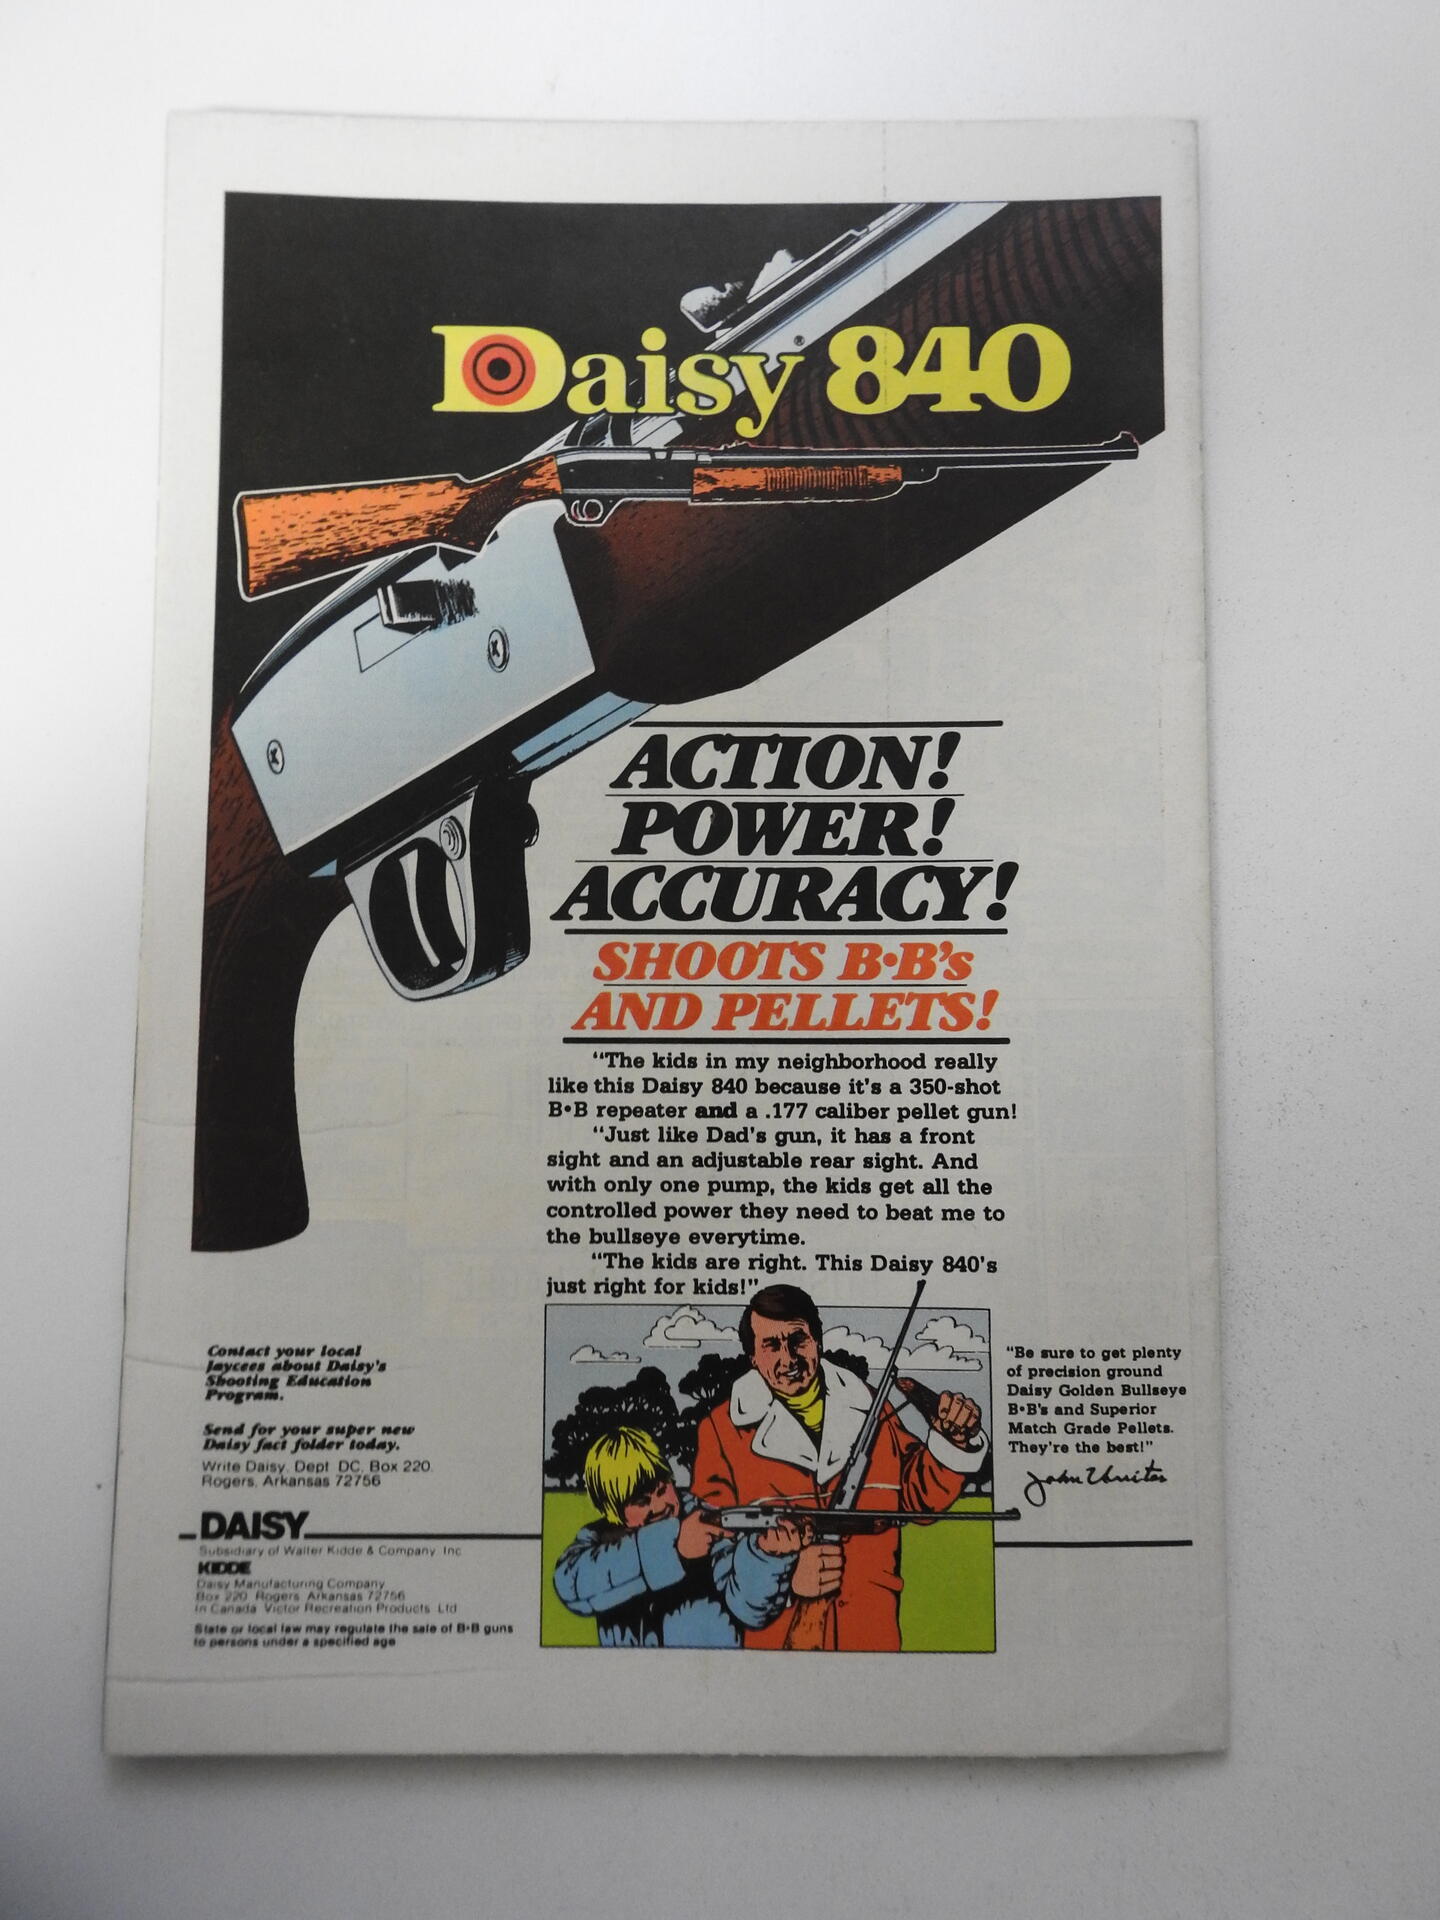 Daisy® 840
ACTION!
POWER!
ACCURACY!
SHOOTS B•B's
AND PELLETS!
"The kids in my neighborhood really
like this Daisy 840 because it's a 350-shot
B•B repeater and a .177 caliber pellet gun!
"Just like Dad's gun, it has a front
sight and an adjustable rear sight. And
with only one pump, the kids get all the
controlled power they need to beat me to
the bullseye everytime.
"The kids are right. This Daisy 840's
just right for kids!"
Contact your local
Jaycees about Daisy's
Shooting Education
Program.
Send for your super new
Daisy fact folder today.
Write Daisy, Dept DC, Box 220,
Rogers, Arkansas 72756
DAISY
Subsidiary of Walter Kidde & Company Inc
KIDDE
Daisy Manufacturing Company
Box 220 Rogers Arkansas 72756
In Canada Victor Recreation Products Ltd
State or local law may regulate the sale of B•B guns
to persons under a specified age
"Be sure to get plenty
of precision ground
Daisy Golden Bullseye
B•B's and Superior
Match Grade Pellets.
They're the best!"
John Unitas